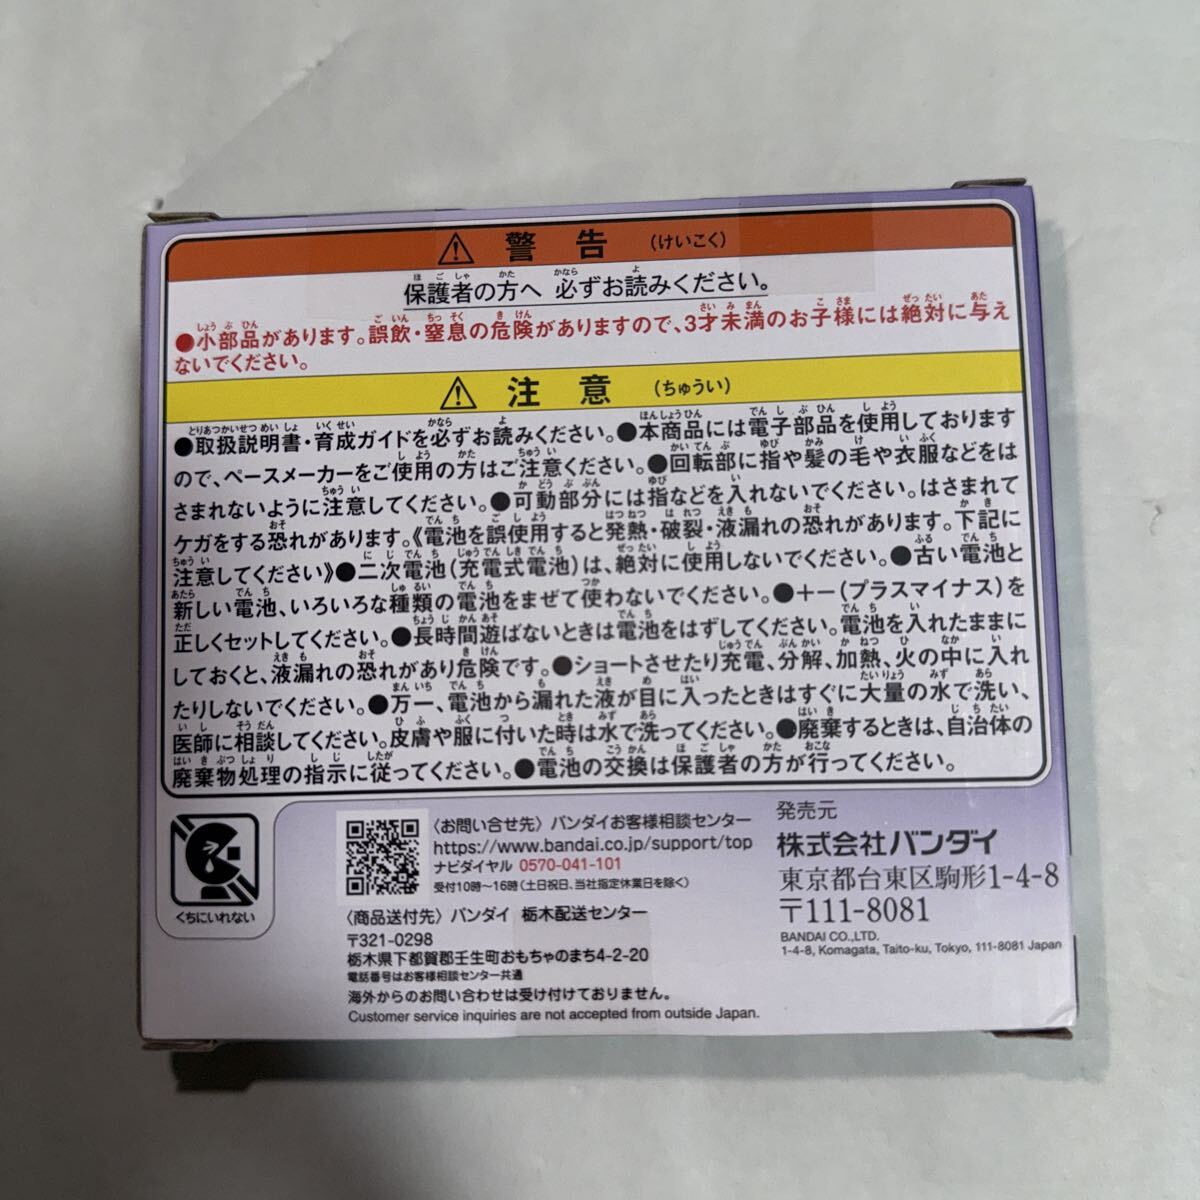 警告 (けいこく)
保護者の方へ 必ずお読みください。
●小部品があります。誤飲・窒息の危険がありますので、3才未満のお子様には絶対に与え
ないでください。
注意 (ちゅうい)
●取扱説明書・育成ガイドを必ずお読みください。●本商品には電子部品を使用しております
ので、ペースメーカーをご使用の方はご注意ください。●回転部に指や髪の毛や衣服などをは
さまれないように注意してください。●可動部分には指などを入れないでください。はさまれて
ケガをする恐れがあります。《電池を誤使用すると発熱・破裂・液漏れの恐れがあります。下記に
注意してください》●二次電池(充電式電池)は、絶対に使用しないでください。●古い電池と
新しい電池、いろいろな種類の電池をまぜて使わないでください。●＋－(プラスマイナス)を
正しくセットしてください。●長時間遊ばないときは電池をはずしてください。電池を入れたままに
しておくと、液漏れの恐れがあり危険です。●ショートさせたり充電、分解、加熱、火の中に入れ
たりしないでください。●万一、電池から漏れた液が目に入ったときはすぐに大量の水で洗い、
医師に相談してください。皮膚や服に付いた時は水で洗ってください。●廃棄するときは、自治体の
廃棄物処理の指示に従ってください。●電池の交換は保護者の方が行ってください。
くちにいれない
〈お問い合せ先〉バンダイお客様相談センター
https://www.bandai.co.jp/support/top
ナビダイヤル 0570-041-101
受付10時～16時(土日祝日、当社指定休業日を除く)
〈商品送付先〉バンダイ 栃木配送センター
〒321-0298
栃木県下都賀郡壬生町おもちゃのまち4-2-20
電話番号はお客様相談センター共通
海外からのお問い合わせは受け付けておりません。
Customer service inquiries are not accepted from outside Japan.
発売元
株式会社バンダイ
東京都台東区駒形1-4-8
〒111-8081
BANDAI CO.,LTD.
1-4-8, Komagata, Taito-ku, Tokyo, 111-8081 Japan